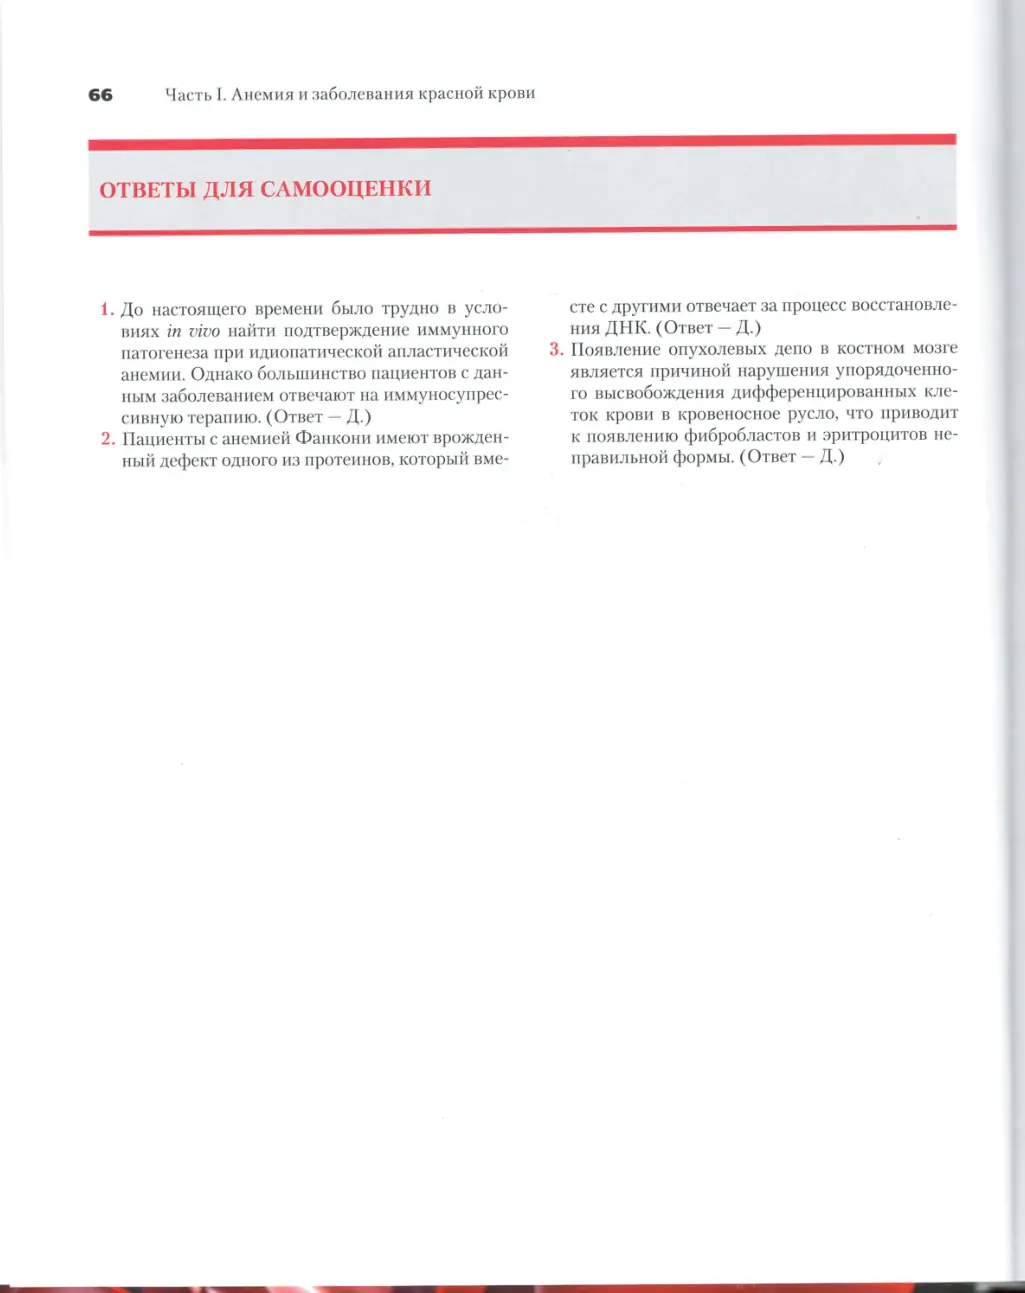 66 Часть I. Анемия и заболевания красной крови
ОТВЕТЫ ДЛЯ САМООЦЕНКИ
1. До настоящего времени было трудно в усло-
виях in vivo найти подтверждение иммунного
патогенеза при идиопатической апластической
анемии. Однако большинство пациентов с дан-
ным заболеванием отвечают на иммуносупрес-
сивную терапию. (Ответ — Д.)
2. Пациенты с анемией Фанкони имеют врожден-
ный дефект одного из протеинов, который вме-
сте с другими отвечает за процесс восстановле-
ния ДНК. (Ответ — Д.)
3. Появление опухолевых депо в костном мозге
является причиной нарушения упорядоченно-
го высвобождения дифференцированных кле-
ток крови в кровеносное русло, что приводит
к появлению фибробластов и эритроцитов не-
правильной формы. (Ответ — Д.)